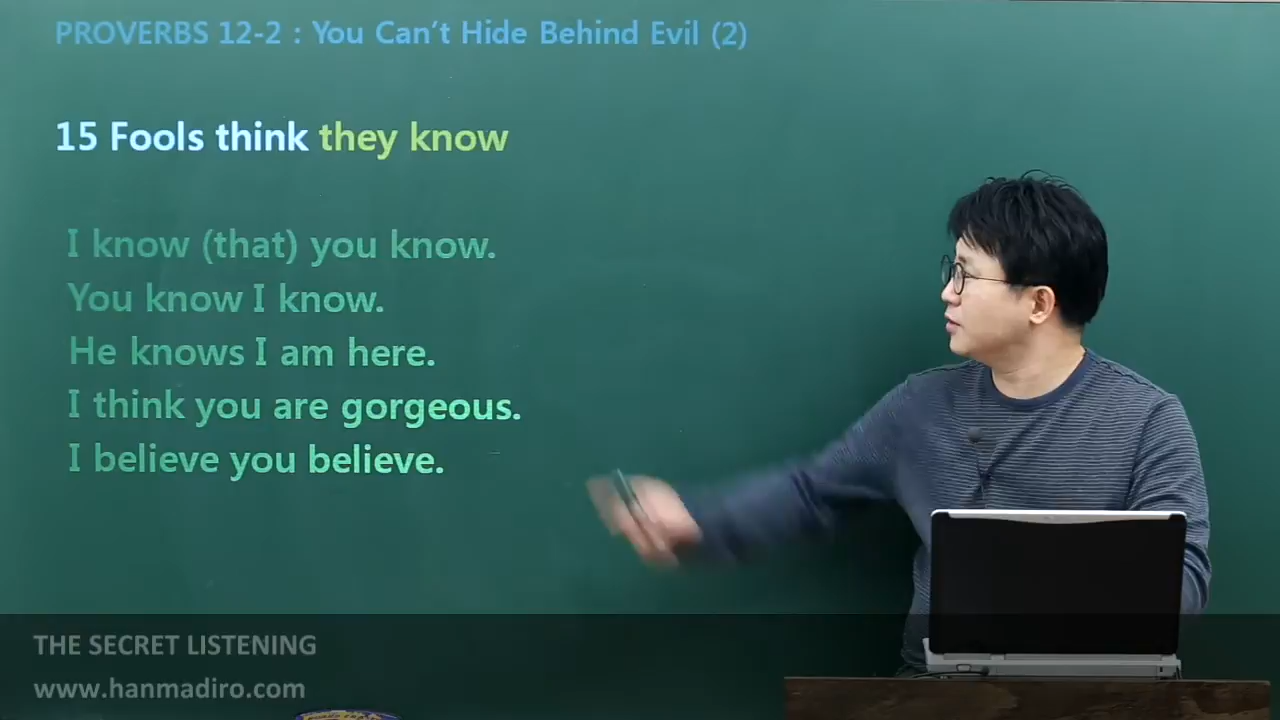 PROVERBS 12-2 : You Can't Hide Behind Evil (2)
15 Fools think they know
I know (that) you know.
You know I know.
He knows I am here.
I think you are gorgeous.
I believe you believe.
THE SECRET LISTENING
www.hanmadiro.com